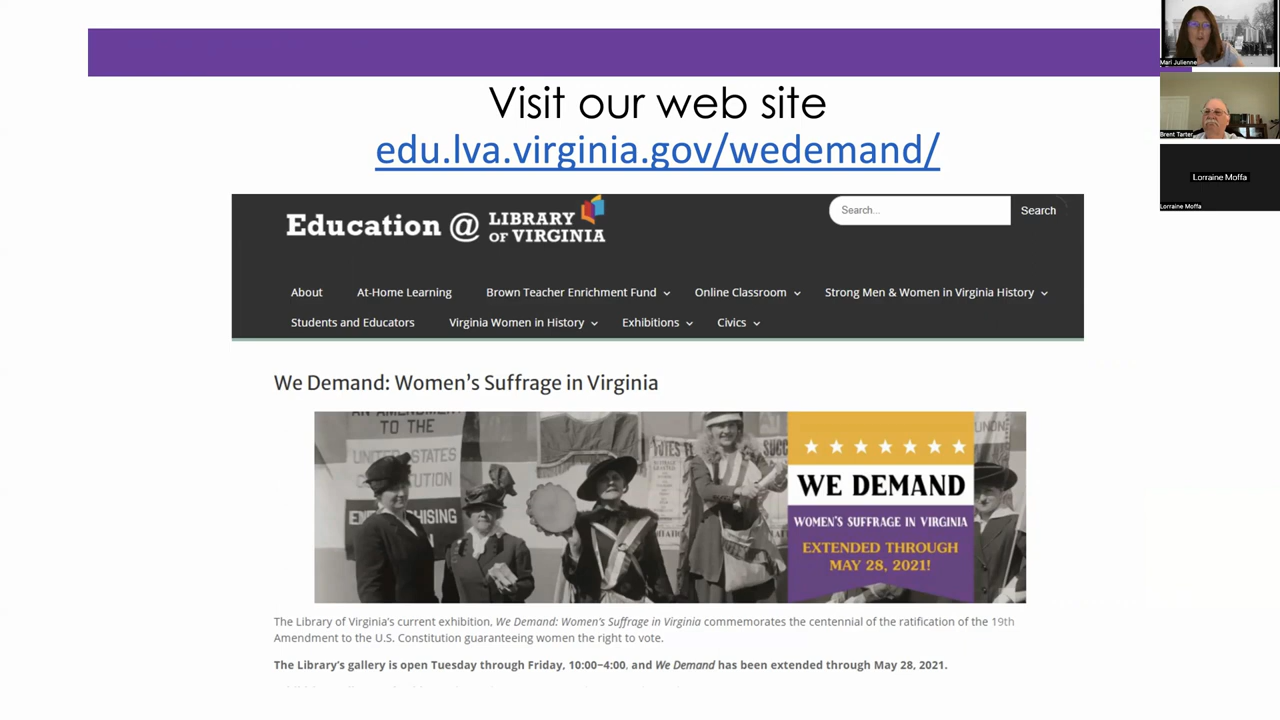 Visit our web site
edu.lva.virginia.gov/wedemand/
Education @ LIBRARY OF VIRGINIA
Search...
Search
About
At-Home Learning
Brown Teacher Enrichment Fund
Online Classroom
Strong Men & Women in Virginia History
Students and Educators
Virginia Women in History
Exhibitions
Civics
We Demand: Women's Suffrage in Virginia
AN AMENDMENT
TO THE
UNITED STATES
CONSTITUTION
WE DEMAND
WOMEN'S SUFFRAGE IN VIRGINIA
EXTENDED THROUGH
MAY 28, 2021!
The Library of Virginia's current exhibition, We Demand: Women's Suffrage in Virginia commemorates the centennial of the ratification of the 19th
Amendment to the U.S. Constitution guaranteeing women the right to vote.
The Library's gallery is open Tuesday through Friday, 10:00–4:00, and We Demand has been extended through May 28, 2021.
Mari Julienne
Brent Tarter
Lorraine Moffa
Lorraine Moffa